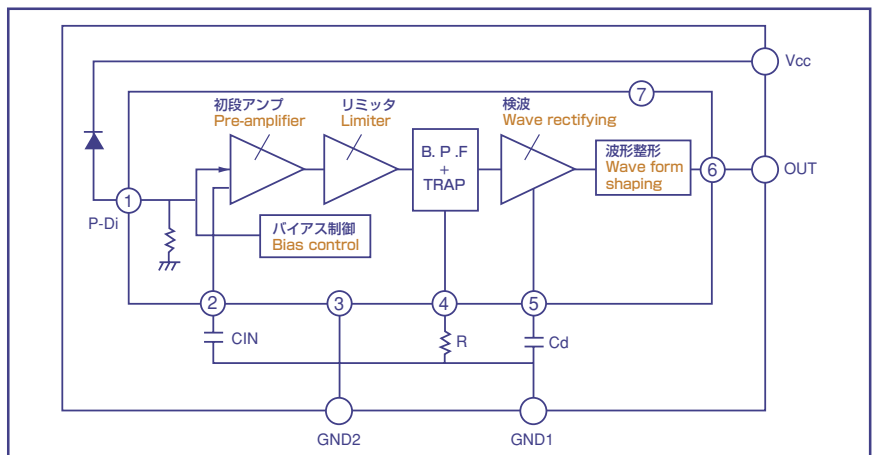 Vcc
7
初段アンプ
Pre-amplifier
リミッタ
Limiter
検波
Wave rectifying
B. P .F
+
TRAP
波形整形
Wave form
shaping
6
OUT
1
P-Di
バイアス制御
Bias control
2
3
4
5
CIN
R
Cd
GND2
GND1